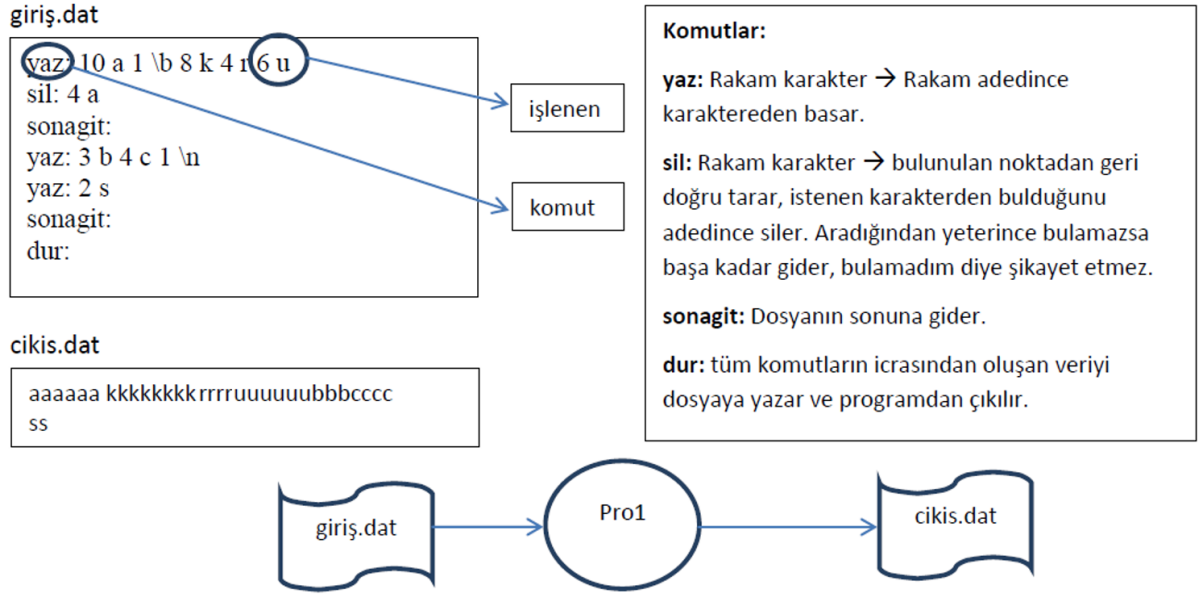 giriş.dat
yaz: 10 a 1 \b 8 k 4 r 6 u
sil: 4 a
sonagit:
yaz: 3 b 4 c 1 \n
yaz: 2 s
sonagit:
dur:
işlenen
komut
cikis.dat
aaaaaa kkkkkkkkrrrruuuuuubbbcccc
ss
Komutlar:
yaz: Rakam karakter → Rakam adedince
karaktereden basar.
sil: Rakam karakter → bulunulan noktadan geri
doğru tarar, istenen karakterden bulduğunu
adedince siler. Aradığından yeterince bulamazsa
başa kadar gider, bulamadım diye şikayet etmez.
sonagit: Dosyanın sonuna gider.
dur: tüm komutların icrasından oluşan veriyi
dosyaya yazar ve programdan çıkılır.
giriş.dat
Pro1
cikis.dat